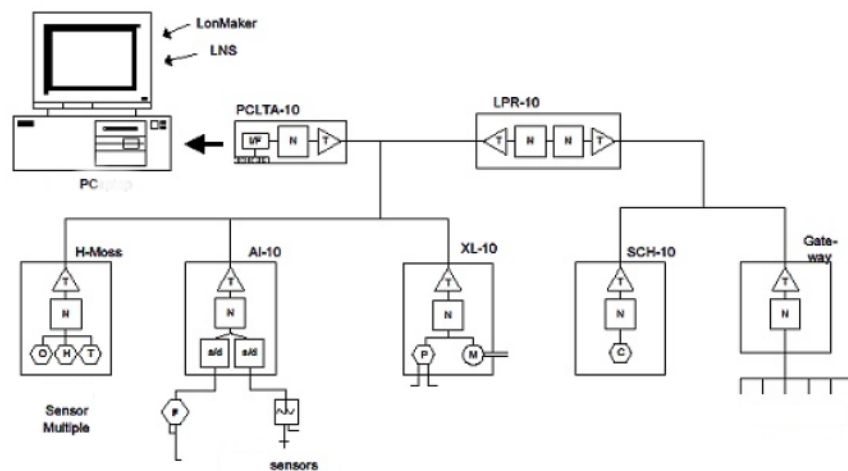 LonMaker
LNS
PCLTA-10
LPR-10
I/F
N
T
T
N
N
T
PC
H-Moss
AI-10
XL-10
SCH-10
Gate-
way
T
T
T
T
T
N
N
N
N
N
O
H
T
a/d
a/d
P
M
C
F
Sensor
Multiple
sensors